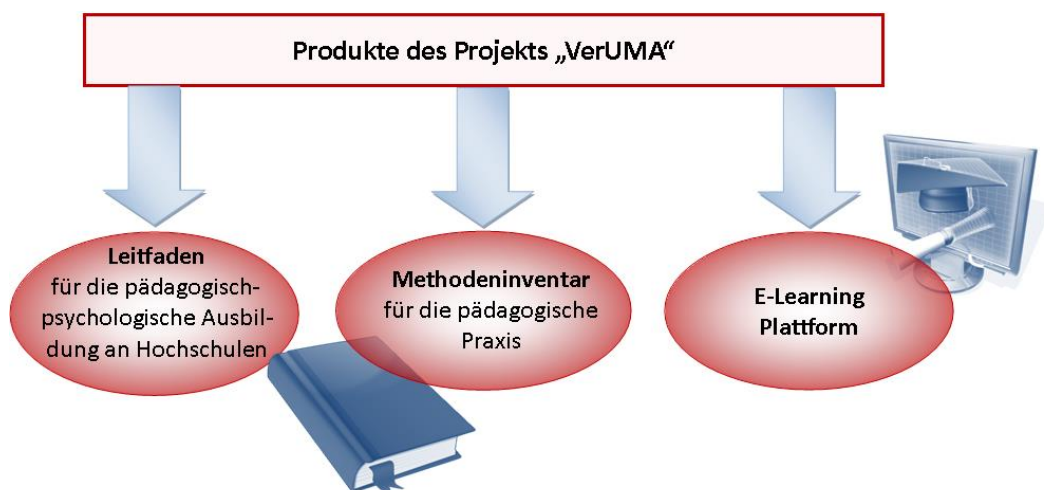 Produkte des Projekts „VerUMA“
Leitfaden
für die pädagogisch-
psychologische Ausbil-
dung an Hochschulen
Methodeninventar
für die pädagogische
Praxis
E-Learning
Plattform